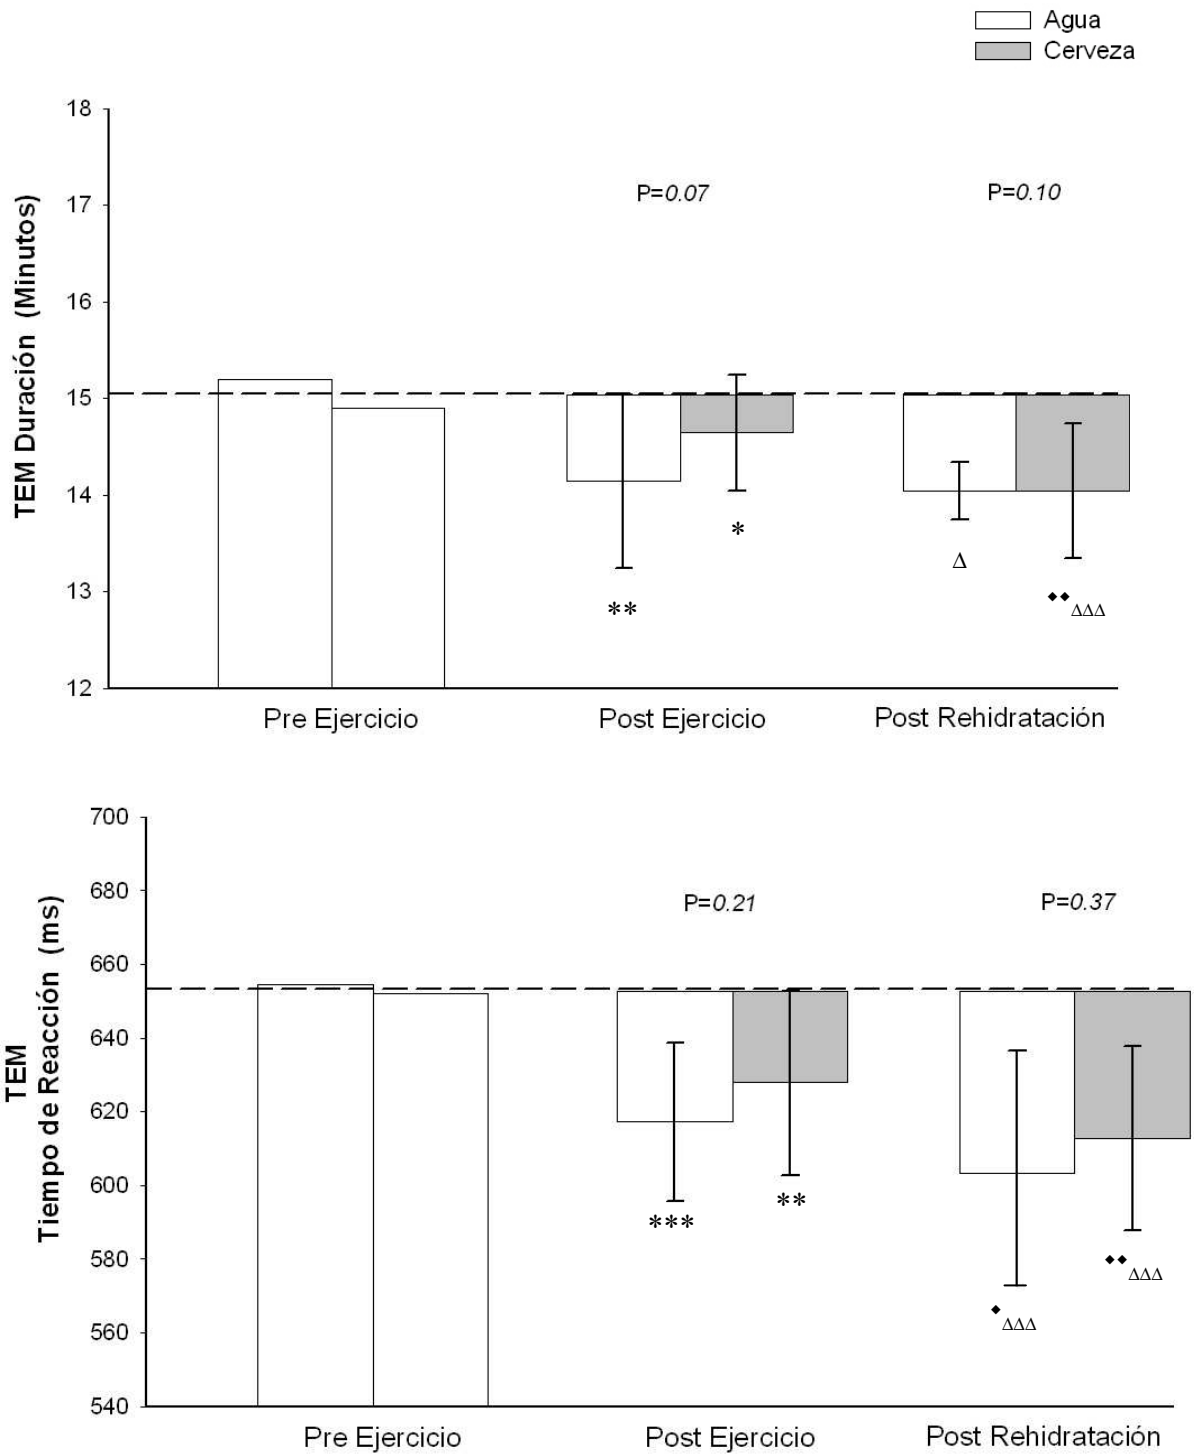 Agua
Cerveza
18
17
16
15
14
13
12
TEM Duración (Minutos)
P=0.07
P=0.10
*
**
Δ
◆◆ΔΔΔ
Pre Ejercicio
Post Ejercicio
Post Rehidratación
700
680
660
640
620
600
580
560
540
TEM
Tiempo de Reacción (ms)
P=0.21
P=0.37
***
**
◆ΔΔΔ
◆◆ΔΔΔ
Pre Ejercicio
Post Ejercicio
Post Rehidratación